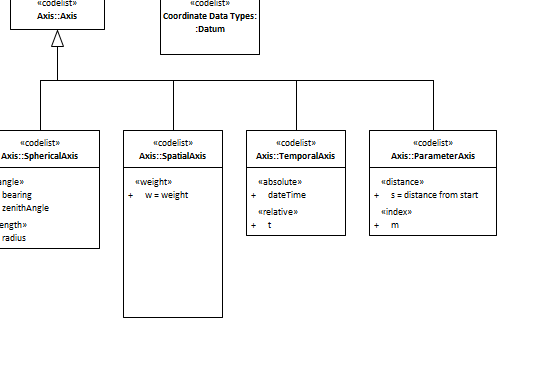 «codelist»
Axis::Axis
«codelist»
Coordinate Data Types:
:Datum
«codelist»
Axis::SphericalAxis
angle»
bearing
zenithAngle
ength»
radius
«codelist»
Axis::SpatialAxis
«weight»
+ w = weight
«codelist»
Axis::TemporalAxis
«absolute»
+ dateTime
«relative»
+ t
«codelist»
Axis::ParameterAxis
«distance»
+ s = distance from start
«index»
+ m